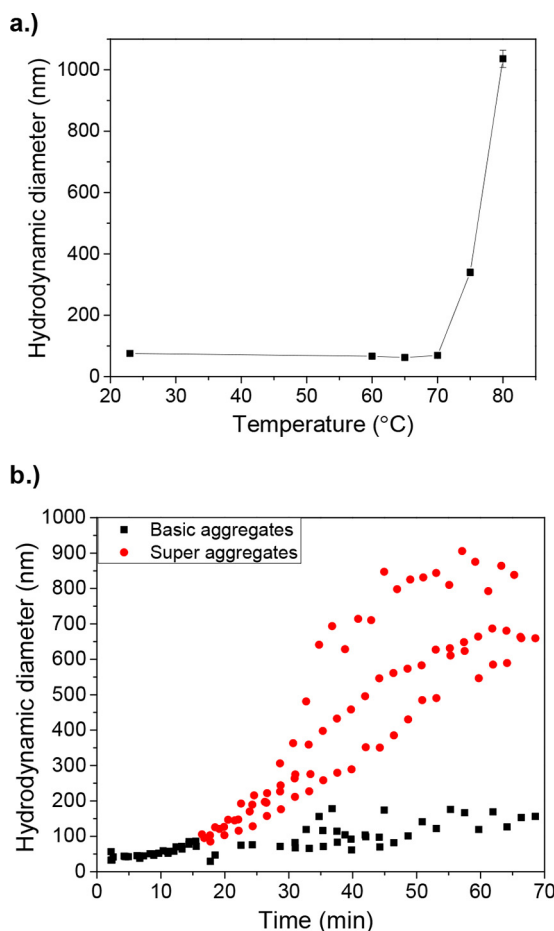 a.)
Hydrodynamic diameter (nm)
1000
800
600
400
200
0
20 30 40 50 60 70 80
Temperature (°C)
b.)
Hydrodynamic diameter (nm)
1000
900
800
700
600
500
400
300
200
100
0
Basic aggregates
Super aggregates
0 10 20 30 40 50 60 70
Time (min)